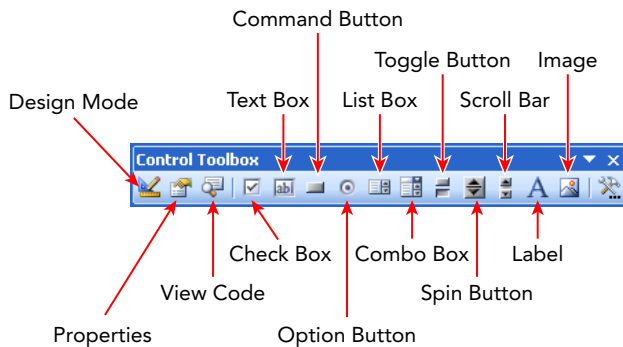 Command Button
Toggle Button Image
Design Mode Text Box List Box Scroll Bar
Control Toolbox
abl
A
Check Box Combo Box Label
View Code Spin Button
Properties Option Button